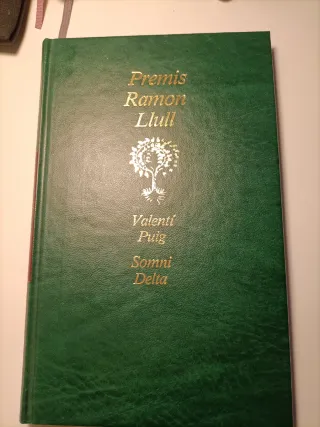 Premis
Ramon
Llull
Valentí
Puig
Somni
Delta